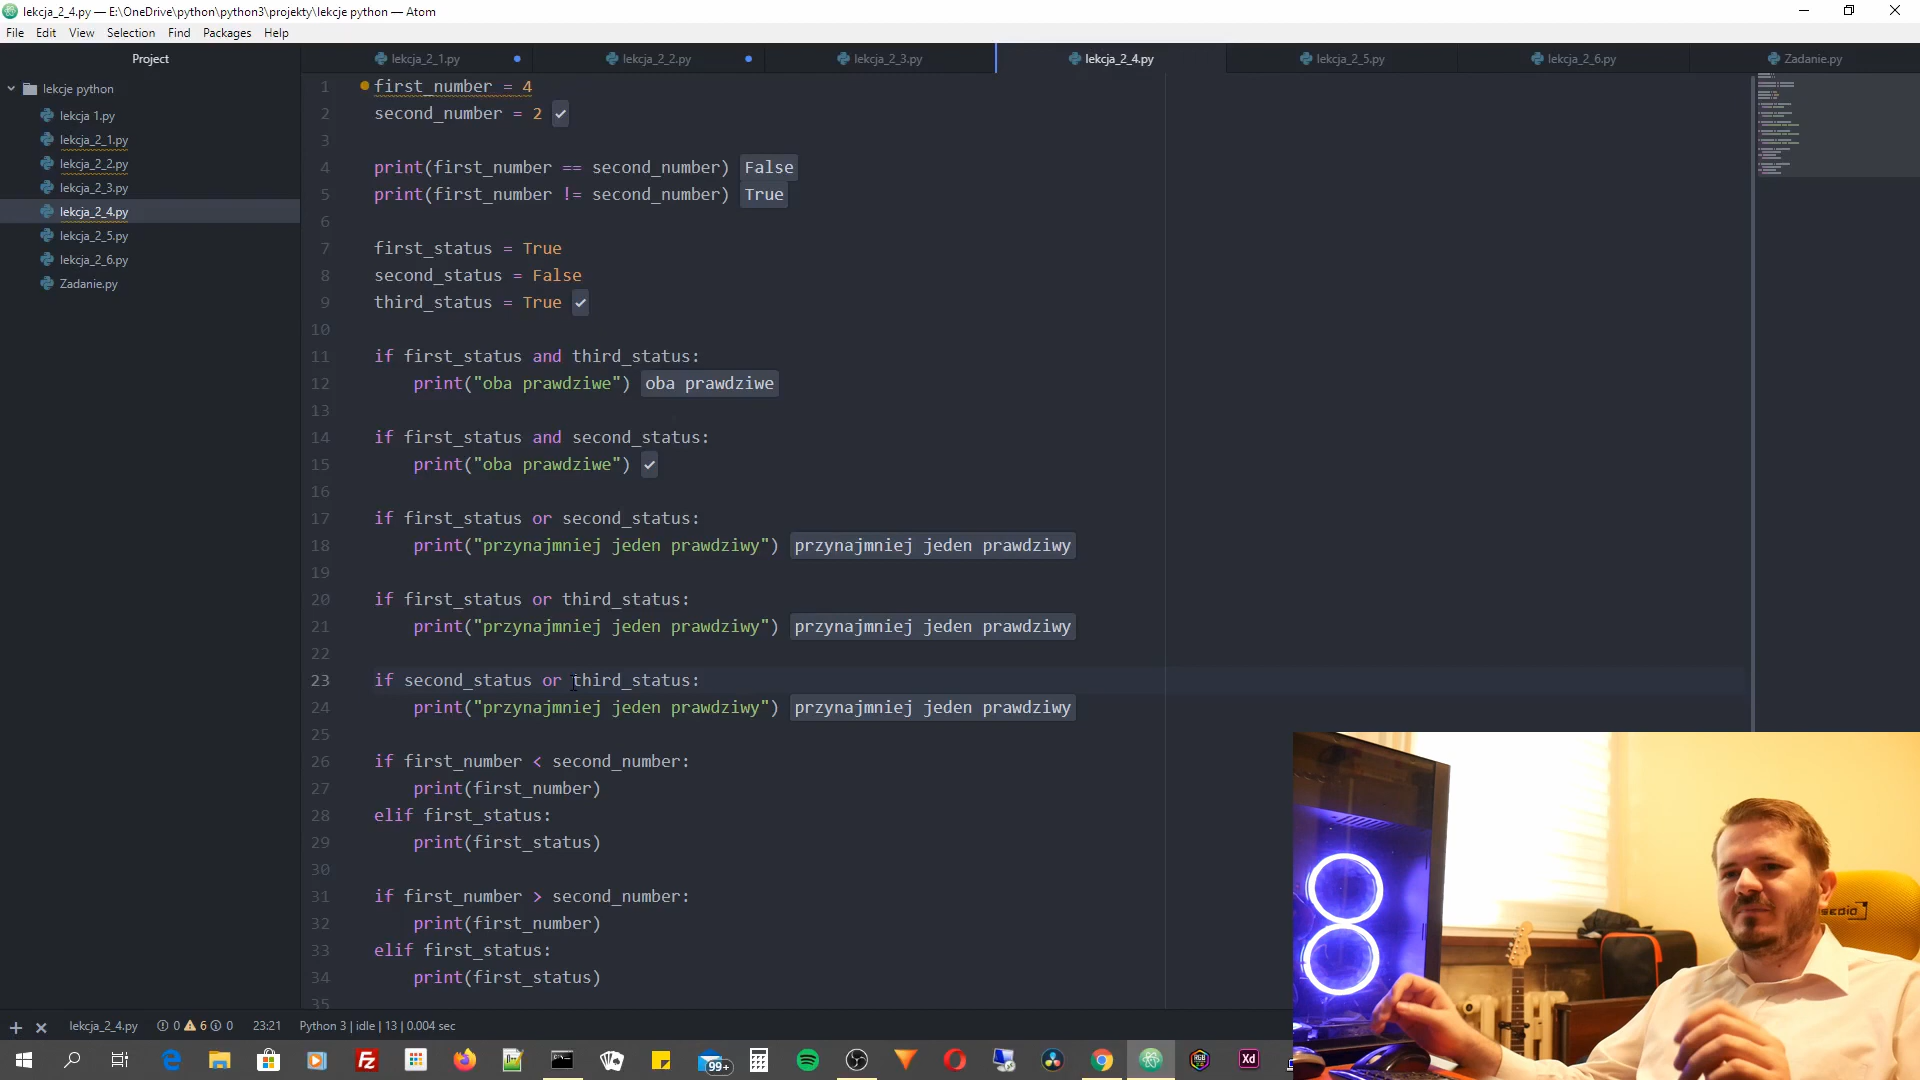 lekcja_2_4.py — E:\OneDrive\python\python3\projekty\lekcje python — Atom
File Edit View Selection Find Packages Help
Project
lekcja_2_1.py
lekcja_2_2.py
lekcja_2_3.py
lekcja_2_4.py
lekcja_2_5.py
lekcja_2_6.py
Zadanie.py
lekcje python
lekcja 1.py
lekcja_2_1.py
lekcja_2_2.py
lekcja_2_3.py
lekcja_2_4.py
lekcja_2_5.py
lekcja_2_6.py
Zadanie.py
1 first_number = 4
2 second_number = 2
3
4 print(first_number == second_number) False
5 print(first_number != second_number) True
6
7 first_status = True
8 second_status = False
9 third_status = True
10
11 if first_status and third_status:
12 print("oba prawdziwe") oba prawdziwe
13
14 if first_status and second_status:
15 print("oba prawdziwe")
16
17 if first_status or second_status:
18 print("przynajmniej jeden prawdziwy") przynajmniej jeden prawdziwy
19
20 if first_status or third_status:
21 print("przynajmniej jeden prawdziwy") przynajmniej jeden prawdziwy
22
23 if second_status or third_status:
24 print("przynajmniej jeden prawdziwy") przynajmniej jeden prawdziwy
25
26 if first_number < second_number:
27 print(first_number)
28 elif first_status:
29 print(first_status)
30
31 if first_number > second_number:
32 print(first_number)
33 elif first_status:
34 print(first_status)
35
lekcja_2_4.py 0 6 0 23:21 Python 3 | idle | 13 | 0.004 sec
99+
Xd
sedia